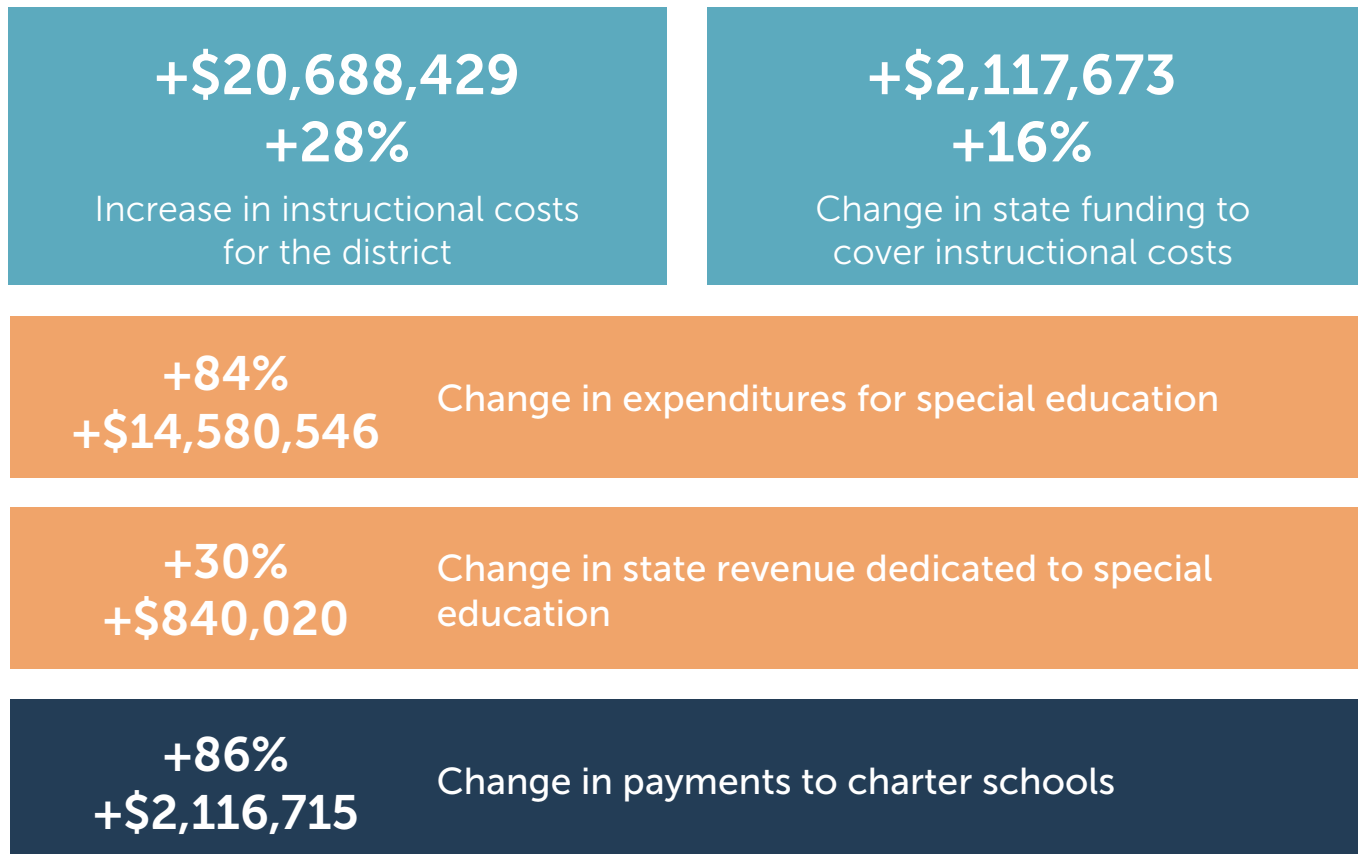 +$20,688,429
+28%
Increase in instructional costs
for the district
+$2,117,673
+16%
Change in state funding to
cover instructional costs
+84%
+$14,580,546
Change in expenditures for special education
+30%
+$840,020
Change in state revenue dedicated to special
education
+86%
+$2,116,715
Change in payments to charter schools